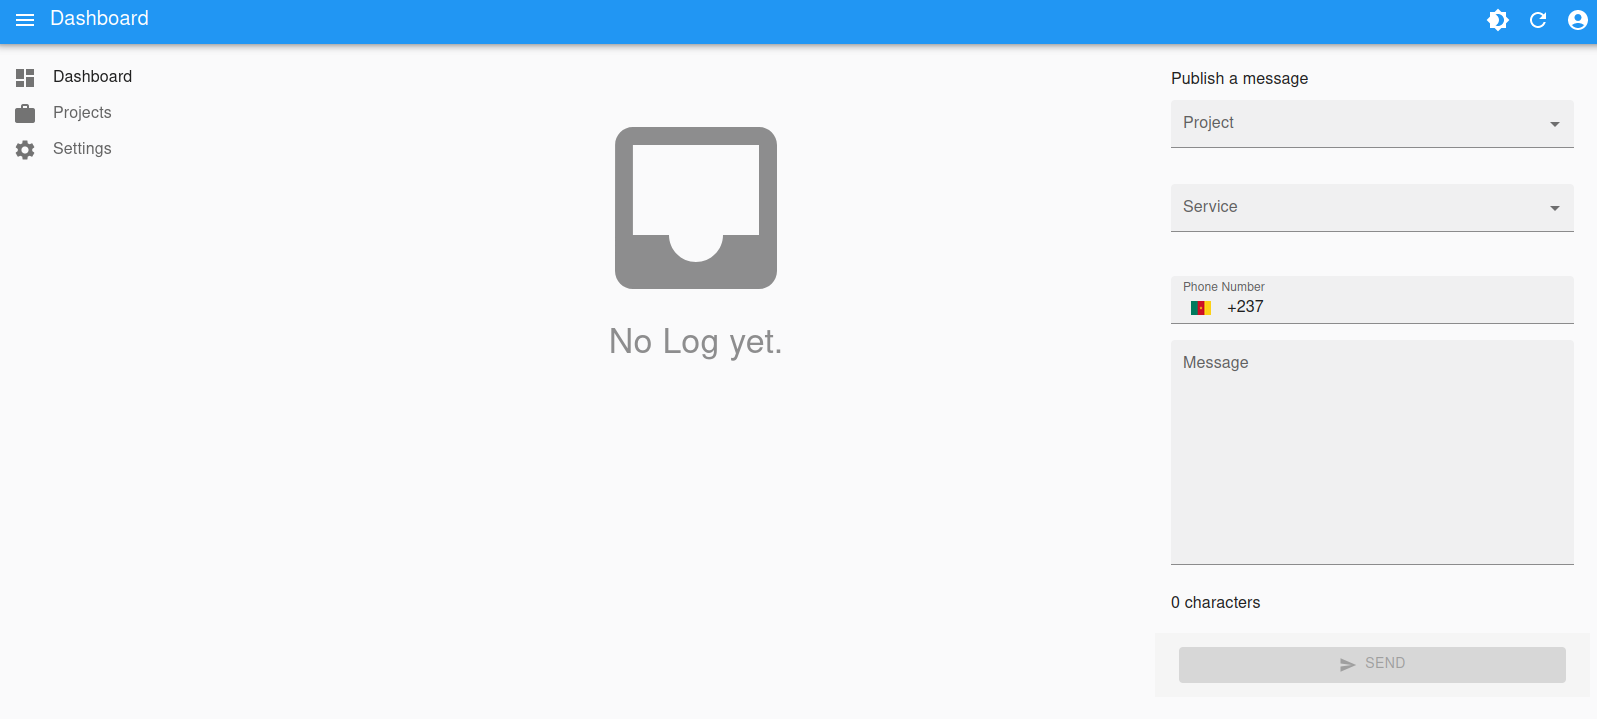 Dashboard
Dashboard
Projects
Settings
No Log yet.
Publish a message
Project
Service
Phone Number
+237
Message
0 characters
SEND